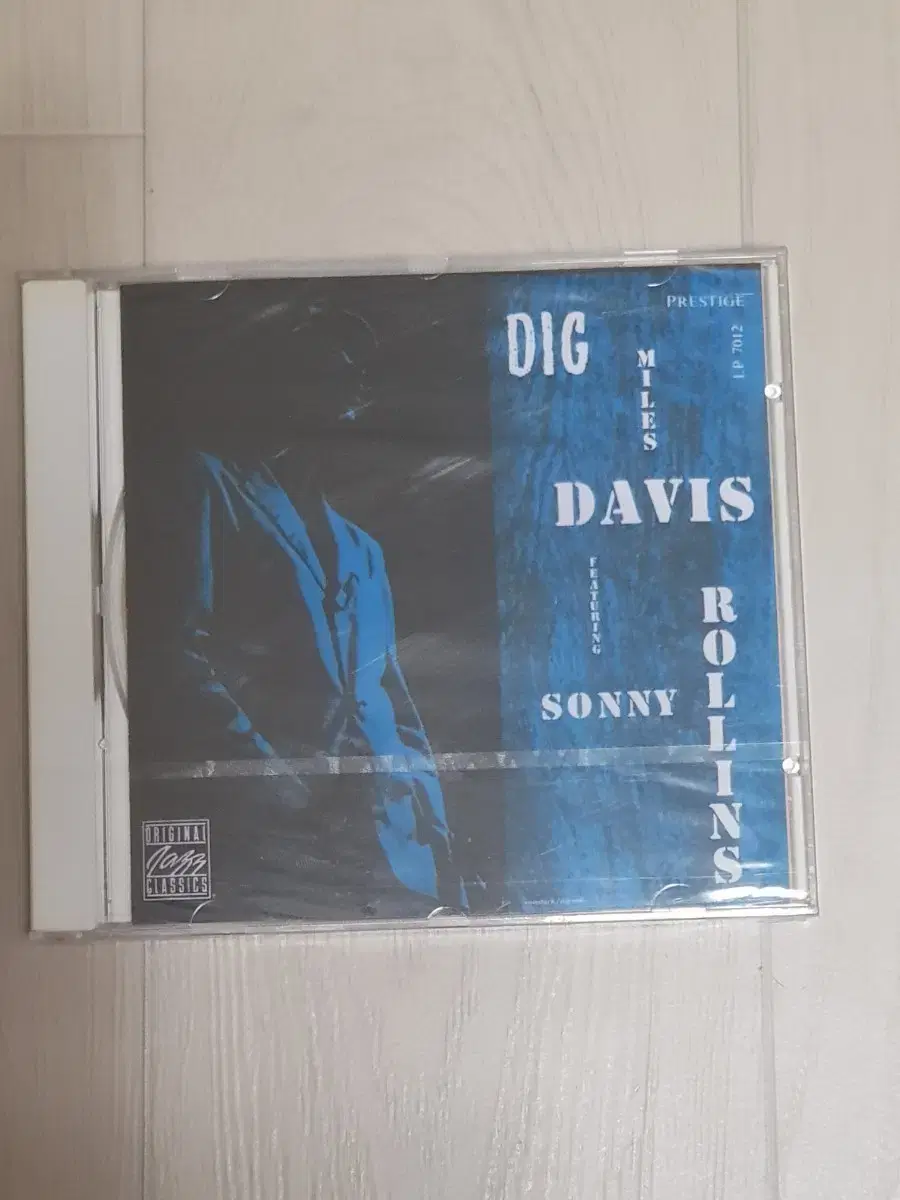 PRESTIGE
LP 7012
DIG
MILES
DAVIS
FEATURING
SONNY
ROLLINS
ORIGINAL
Jazz
CLASSICS